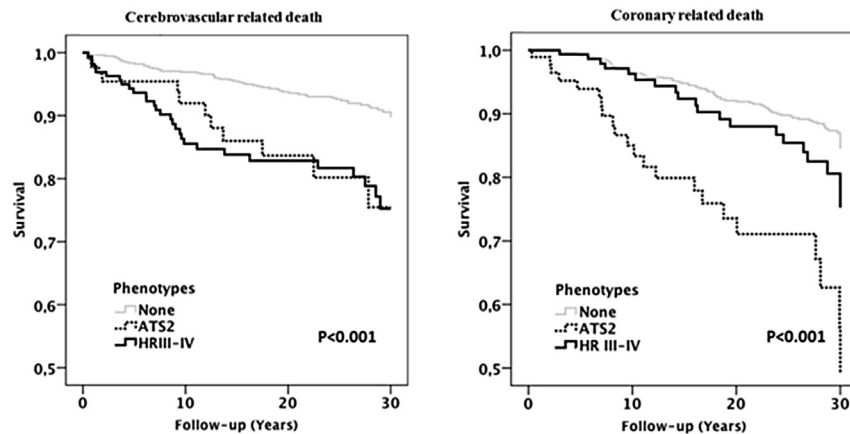 Cerebrovascular related death
1,0
0,9
0,8
0,7
0,6
0,5
Survival
Phenotypes
None
ATS2
HRIII-IV
P<0.001
0
10
20
30
Follow-up (Years)
Coronary related death
1,0
0,9
0,8
0,7
0,6
0,5
Survival
Phenotypes
None
ATS2
HR III-IV
P<0.001
0
10
20
30
Follow-up (Years)